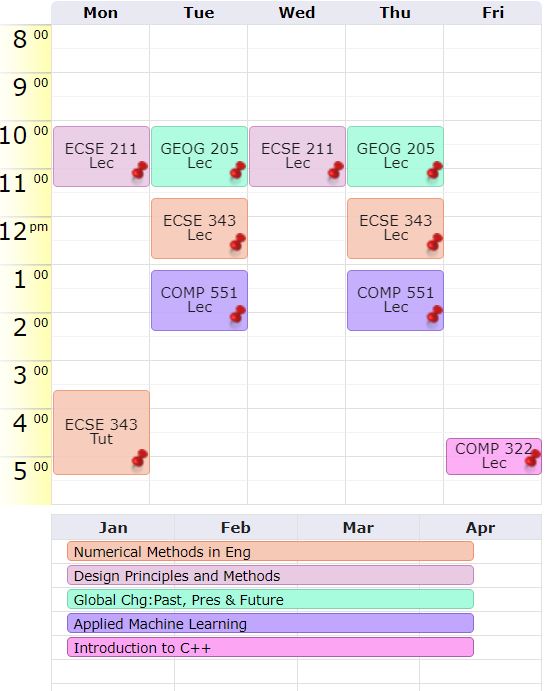 Mon Tue Wed Thu Fri
8 00
9 00
10 00
ECSE 211 GEOG 205 ECSE 211 GEOG 205
Lec Lec Lec Lec
11 00
ECSE 343 ECSE 343
Lec Lec
12 pm
1 00
COMP 551 COMP 551
Lec Lec
2 00
3 00
4 00
ECSE 343
Tut
COMP 322
Lec
5 00
Jan Feb Mar Apr
Numerical Methods in Eng
Design Principles and Methods
Global Chg:Past, Pres & Future
Applied Machine Learning
Introduction to C++